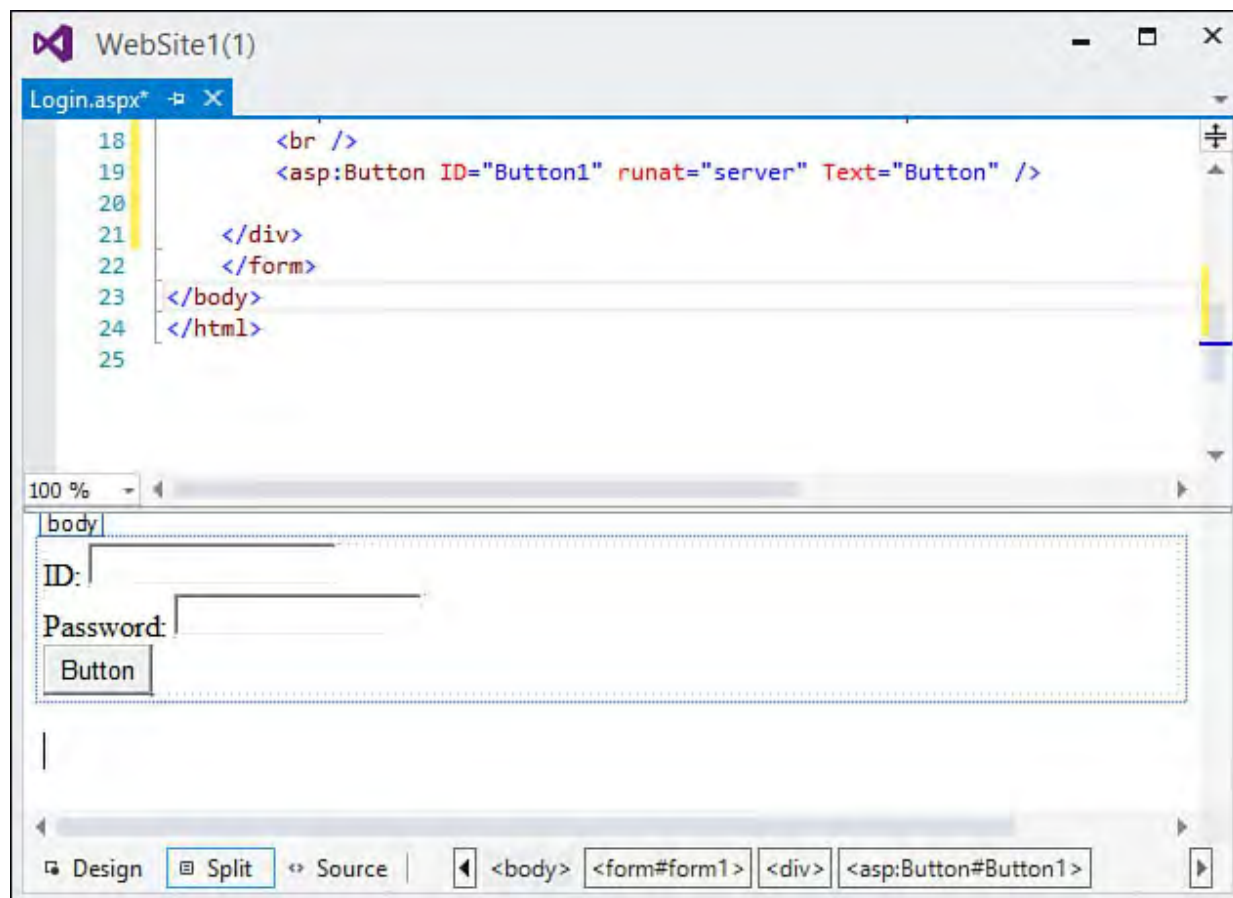 WebSite1(1)
Login.aspx*
18 <br />
19 <asp:Button ID="Button1" runat="server" Text="Button" />
20
21 </div>
22 </form>
23 </body>
24 </html>
25
100 %
body
ID:
Password:
Button
Design Split Source <body> <form#form1> <div> <asp:Button#Button1>